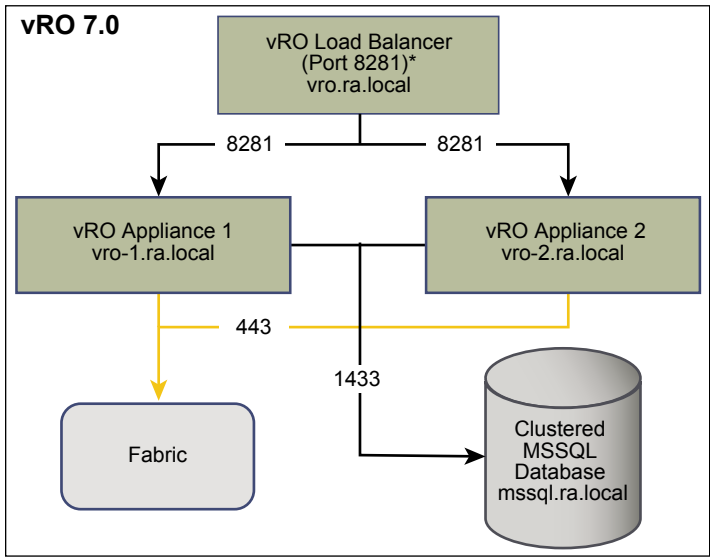 vRO 7.0
vRO Load Balancer
(Port 8281)*
vro.ra.local
8281
8281
vRO Appliance 1
vro-1.ra.local
vRO Appliance 2
vro-2.ra.local
443
1433
Fabric
Clustered
MSSQL
Database
mssql.ra.local